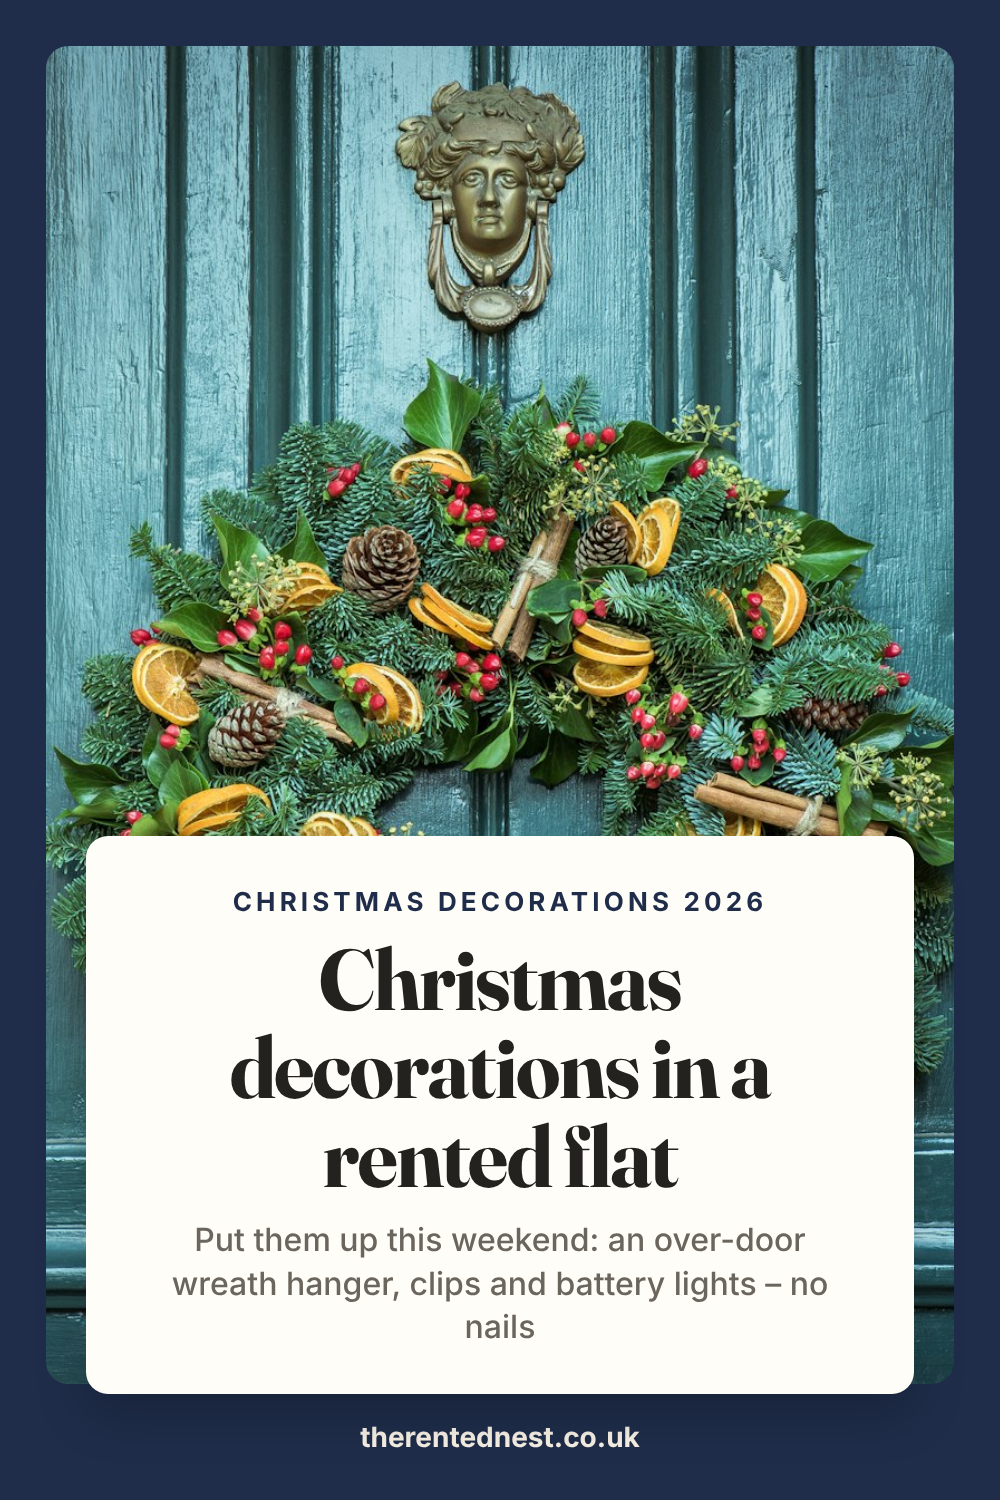 CHRISTMAS DECORATIONS 2026
Christmas
decorations in a
rented flat
Put them up this weekend: an over-door
wreath hanger, clips and battery lights – no
nails
therentednest.co.uk